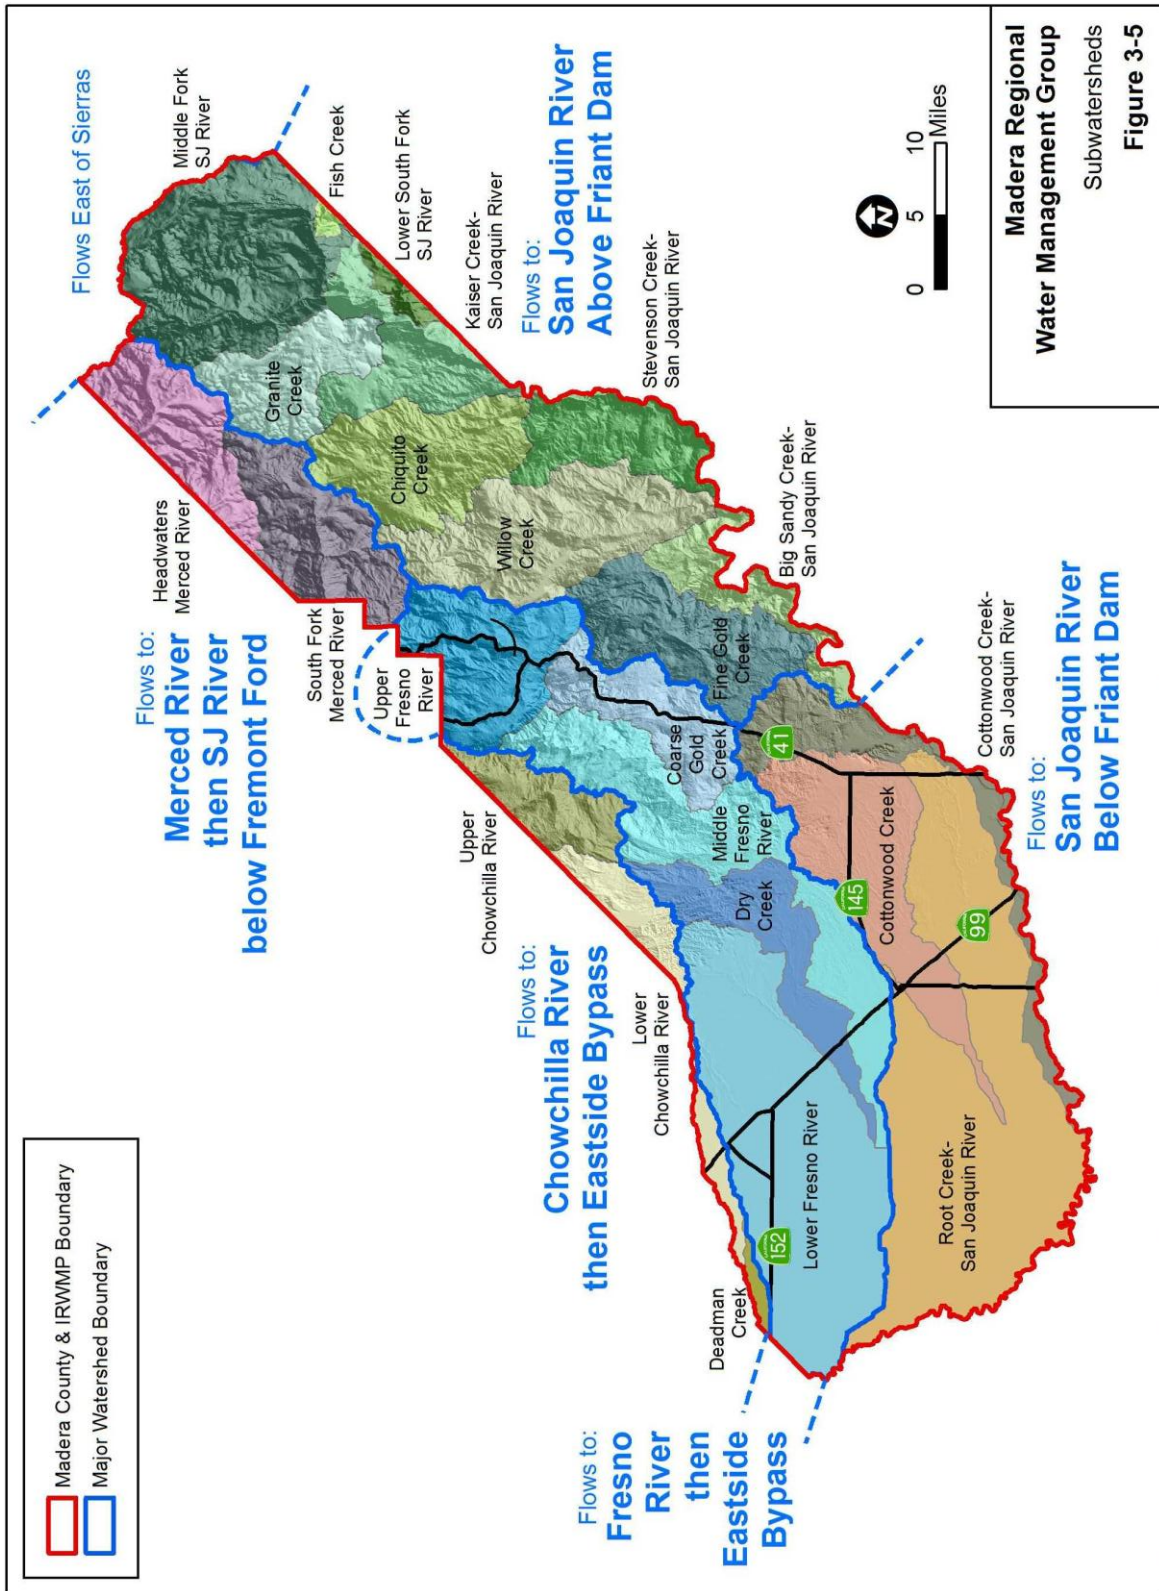 Madera County & IRWMP Boundary
Major Watershed Boundary
Flows East of Sierras
Middle Fork
SJ River
Fish Creek
Lower South Fork
SJ River
Kaiser Creek-
San Joaquin River
Flows to:
San Joaquin River
Above Friant Dam
Stevenson Creek-
San Joaquin River
Big Sandy Creek-
San Joaquin River
Headwaters
Merced River
South Fork
Merced River
Flows to:
Merced River
then SJ River
below Fremont Ford
Upper
Fresno
River
Granite
Creek
Chiquito
Creek
Willow
Creek
Fine Gold
Creek
Coarse
Gold
Creek
Middle
Fresno
River
Dry
Creek
Upper
Chowchilla River
Flows to:
Chowchilla River
then Eastside Bypass
Lower
Chowchilla River
Deadman
Creek
Flows to:
Fresno
River
then
Eastside
Bypass
Lower Fresno River
Root Creek-
San Joaquin River
Cottonwood Creek
Cottonwood Creek-
San Joaquin River
Flows to:
San Joaquin River
Below Friant Dam
41
145
99
152
N
0 5 10
Miles
Madera Regional
Water Management Group
Subwatersheds
Figure 3-5